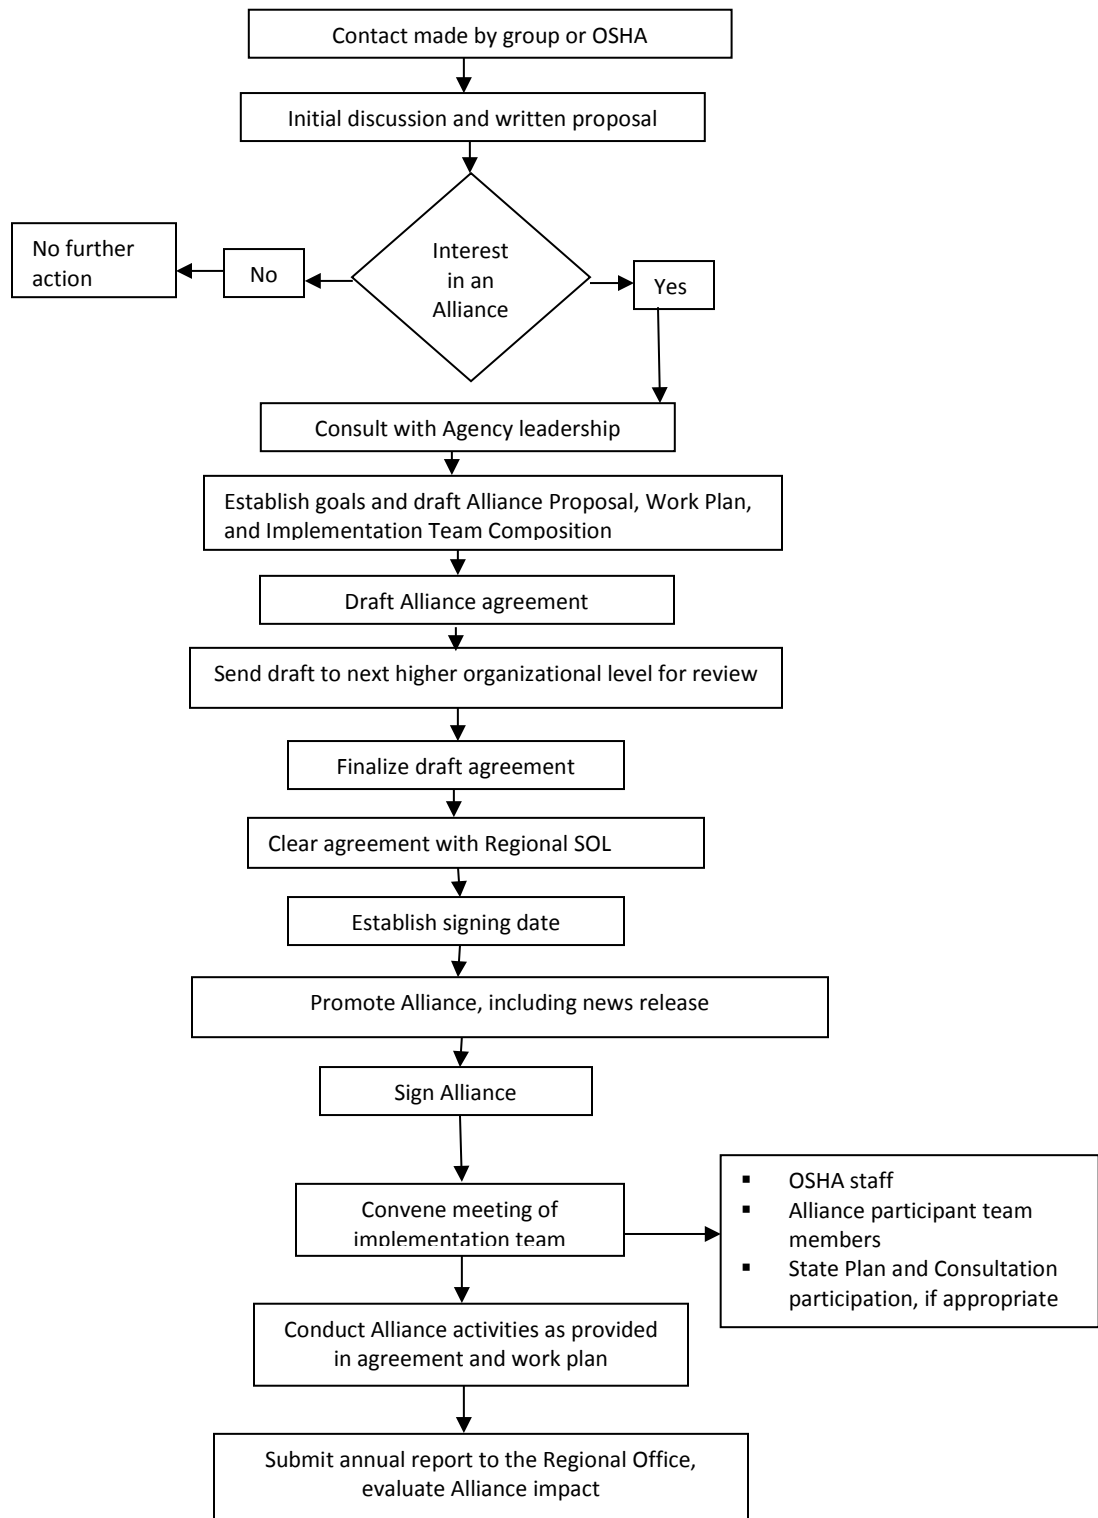 Contact made by group or OSHA
Initial discussion and written proposal
Interest
in an
Alliance
No further
action
No
Yes
Consult with Agency leadership
Establish goals and draft Alliance Proposal, Work Plan,
and Implementation Team Composition
Draft Alliance agreement
Send draft to next higher organizational level for review
Finalize draft agreement
Clear agreement with Regional SOL
Establish signing date
Promote Alliance, including news release
Sign Alliance
Convene meeting of
implementation team
▪ OSHA staff
▪ Alliance participant team
members
▪ State Plan and Consultation
participation, if appropriate
Conduct Alliance activities as provided
in agreement and work plan
Submit annual report to the Regional Office,
evaluate Alliance impact